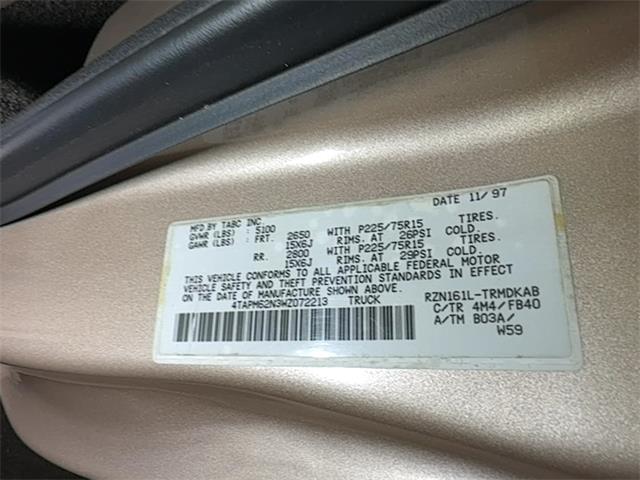 MFD BY TABC INC. DATE 11/97
GVWR (LBS) : 5100
GAWR (LBS) : FRT. 2650 WITH P225/75R15 TIRES.
15X6J RIMS. AT 26PSI COLD.
RR. 2800 WITH P225/75R15 TIRES.
15X6J RIMS. AT 29PSI COLD.
THIS VEHICLE CONFORMS TO ALL APPLICABLE FEDERAL MOTOR
VEHICLE SAFETY AND THEFT PREVENTION STANDARDS IN EFFECT
ON THE DATE OF MANUFACTURE SHOWN ABOVE.
4TAPM62N3WZ072213 TRUCK RZN161L-TRMDKAB
C/TR 4M4/FB40
A/TM B03A/
W59